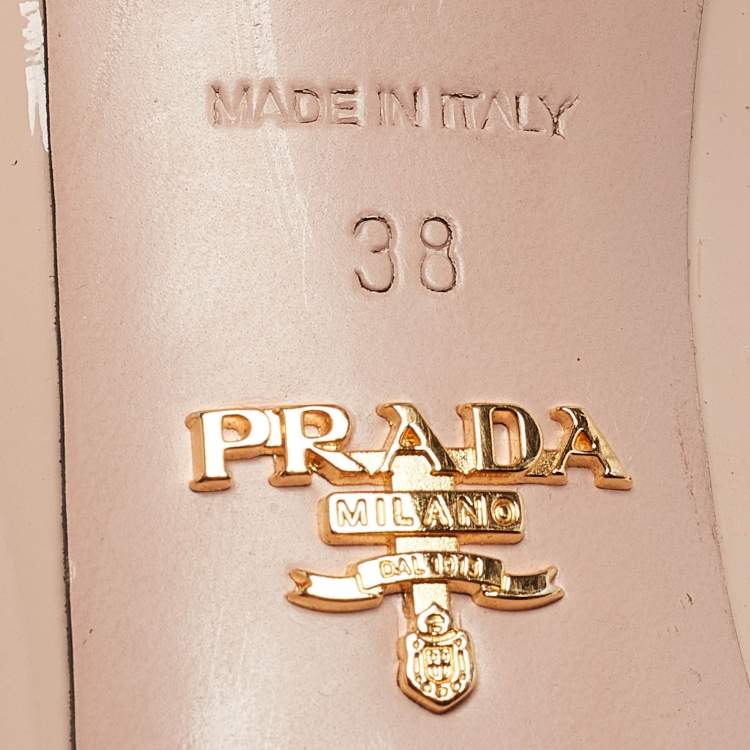 MADE IN ITALY
38
PRADA
MILANO
DAL 1913